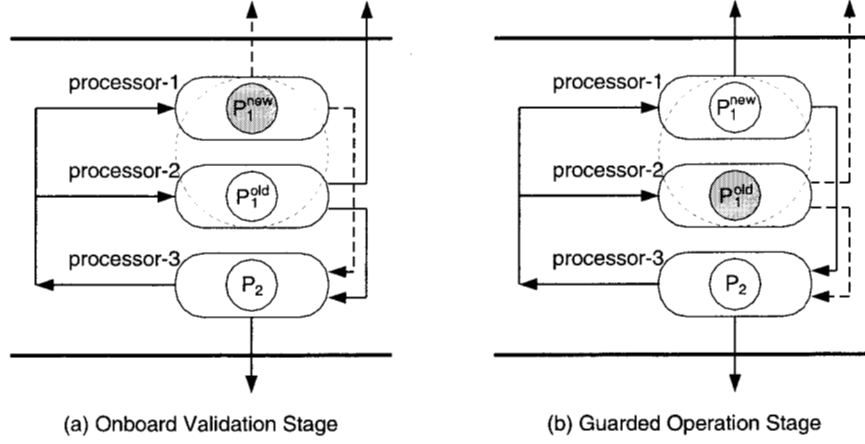 processor-1
P₁ⁿᵉʷ
processor-2
P₁ᵒˡᵈ
processor-3
P₂
(a) Onboard Validation Stage
processor-1
P₁ⁿᵉʷ
processor-2
P₁ᵒˡᵈ
processor-3
P₂
(b) Guarded Operation Stage